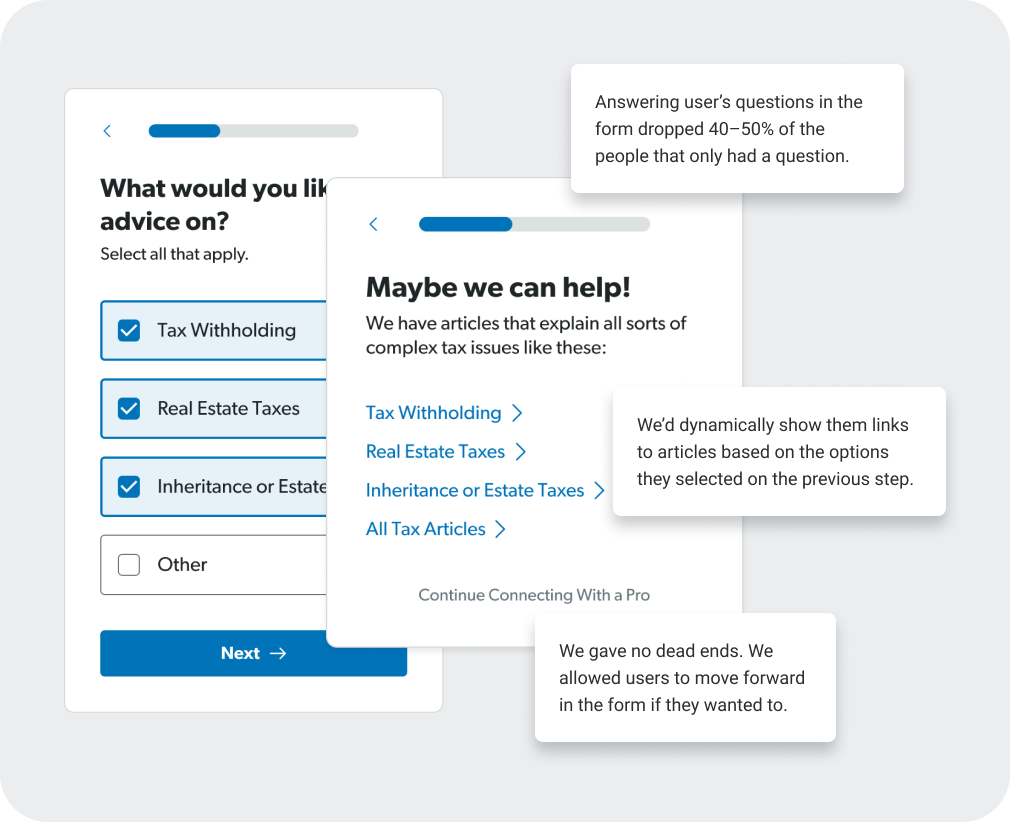 What would you lik
advice on?
Select all that apply.
Tax Withholding
Real Estate Taxes
Inheritance or Estate
Other
Next
Maybe we can help!
We have articles that explain all sorts of
complex tax issues like these:
Tax Withholding
Real Estate Taxes
Inheritance or Estate Taxes
All Tax Articles
Continue Connecting With a Pro
Answering user’s questions in the
form dropped 40–50% of the
people that only had a question.
We’d dynamically show them links
to articles based on the options
they selected on the previous step.
We gave no dead ends. We
allowed users to move forward
in the form if they wanted to.